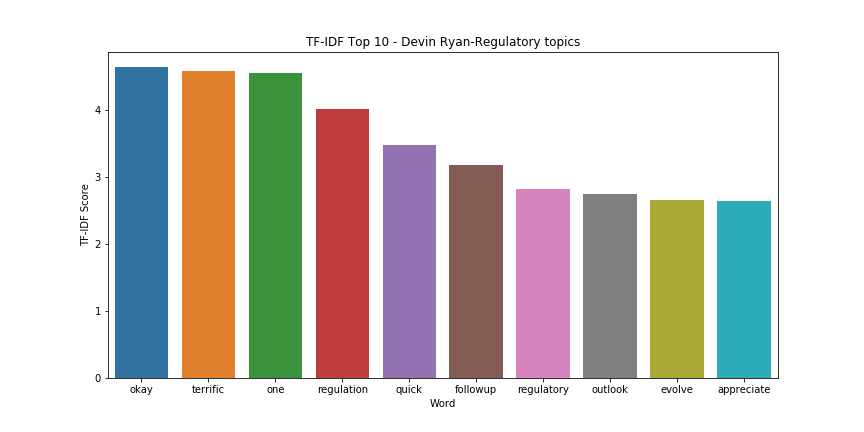 TF-IDF Top 10 - Devin Ryan-Regulatory topics
TF-IDF Score
4
3
2
1
0
okay terrific one regulation quick followup regulatory outlook evolve appreciate
Word